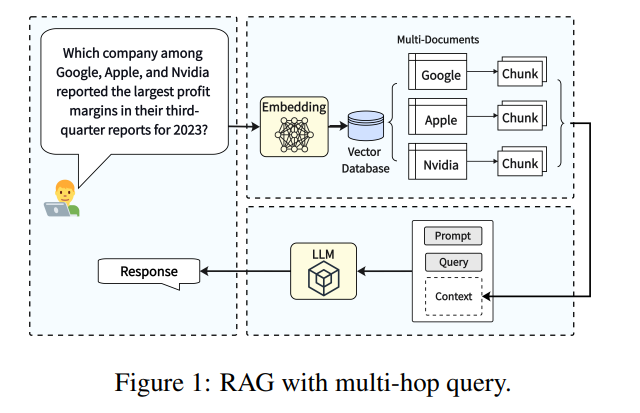 Which company among
Google, Apple, and Nvidia
reported the largest profit
margins in their third-
quarter reports for 2023?
Embedding
Vector
Database
Multi-Documents
Google
Chunk
Apple
Chunk
Nvidia
Chunk
Response
LLM
Prompt
Query
Context
Figure 1: RAG with multi-hop query.